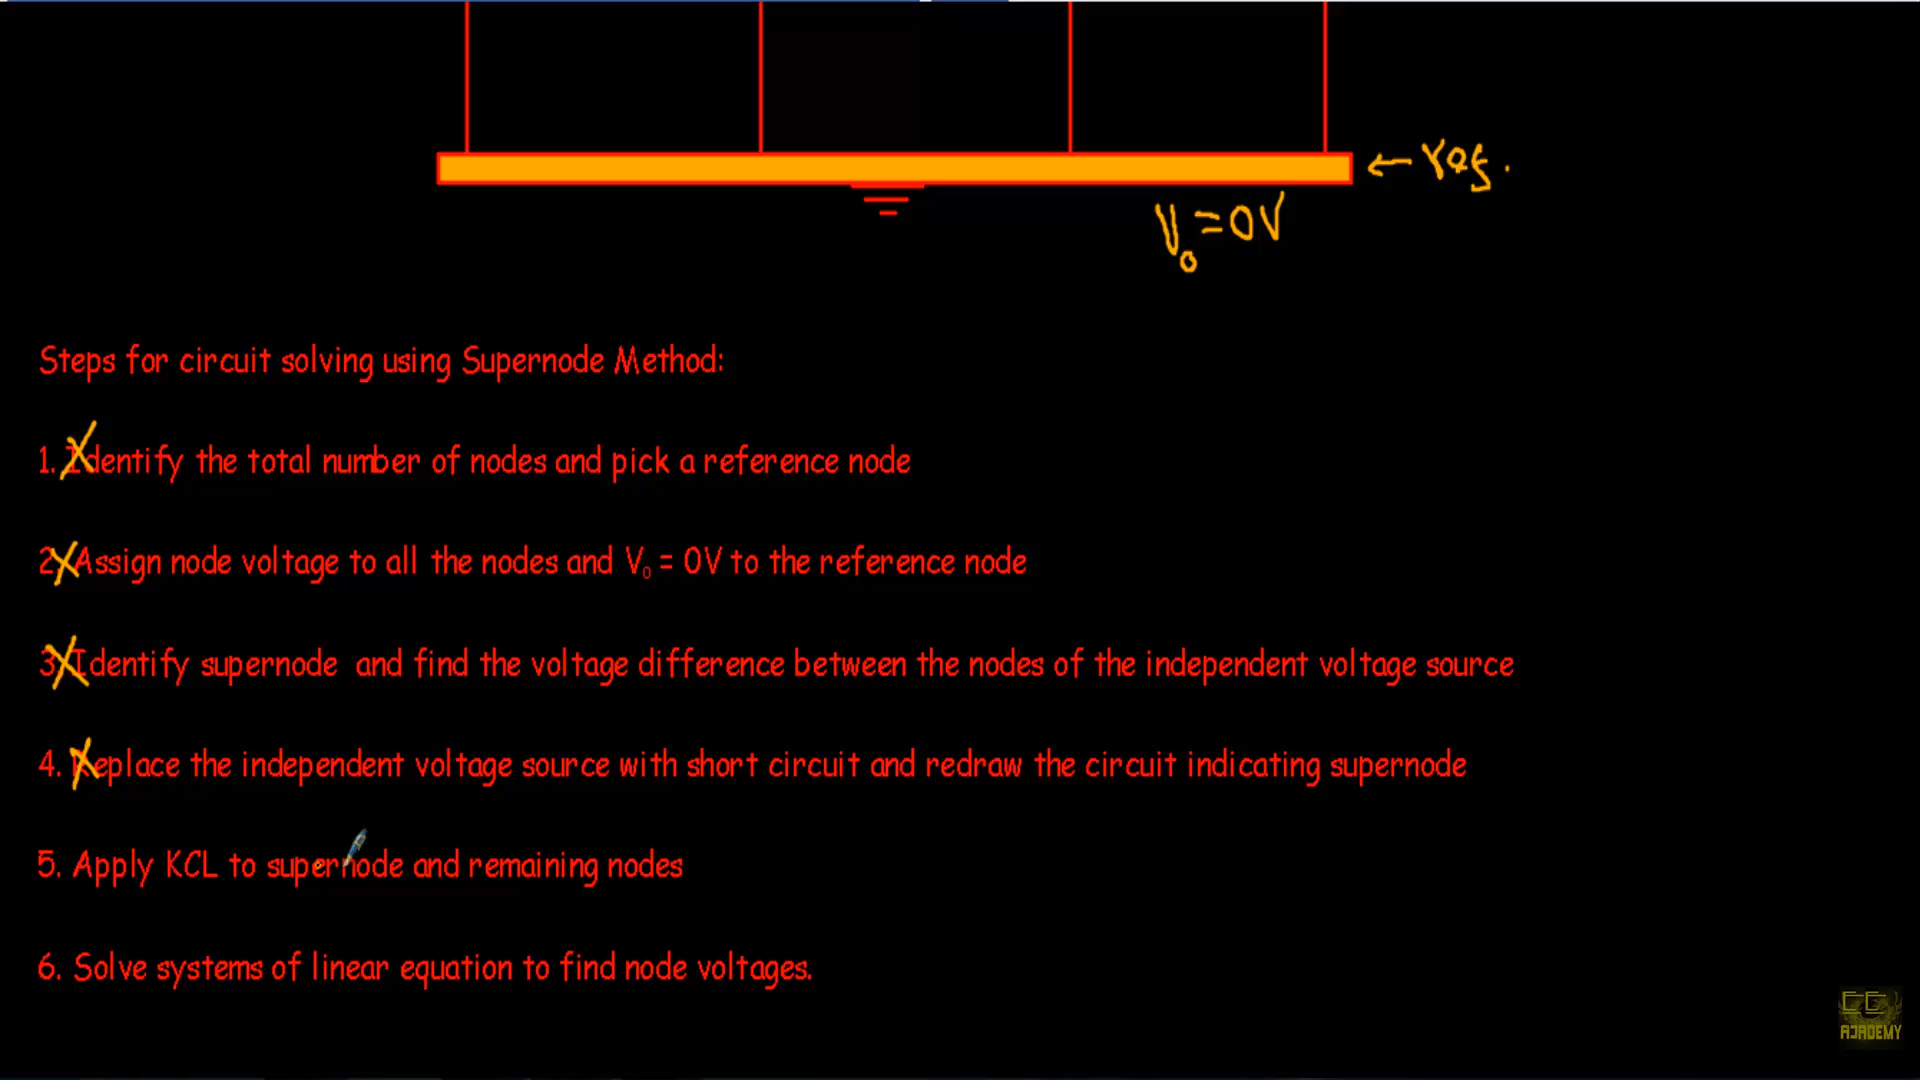 ← ref.
V₀ = 0V
Steps for circuit solving using Supernode Method:
1. Identify the total number of nodes and pick a reference node
2. Assign node voltage to all the nodes and V₀ = 0V to the reference node
3. Identify supernode and find the voltage difference between the nodes of the independent voltage source
4. Replace the independent voltage source with short circuit and redraw the circuit indicating supernode
5. Apply KCL to supernode and remaining nodes
6. Solve systems of linear equation to find node voltages.
EE
ACADEMY